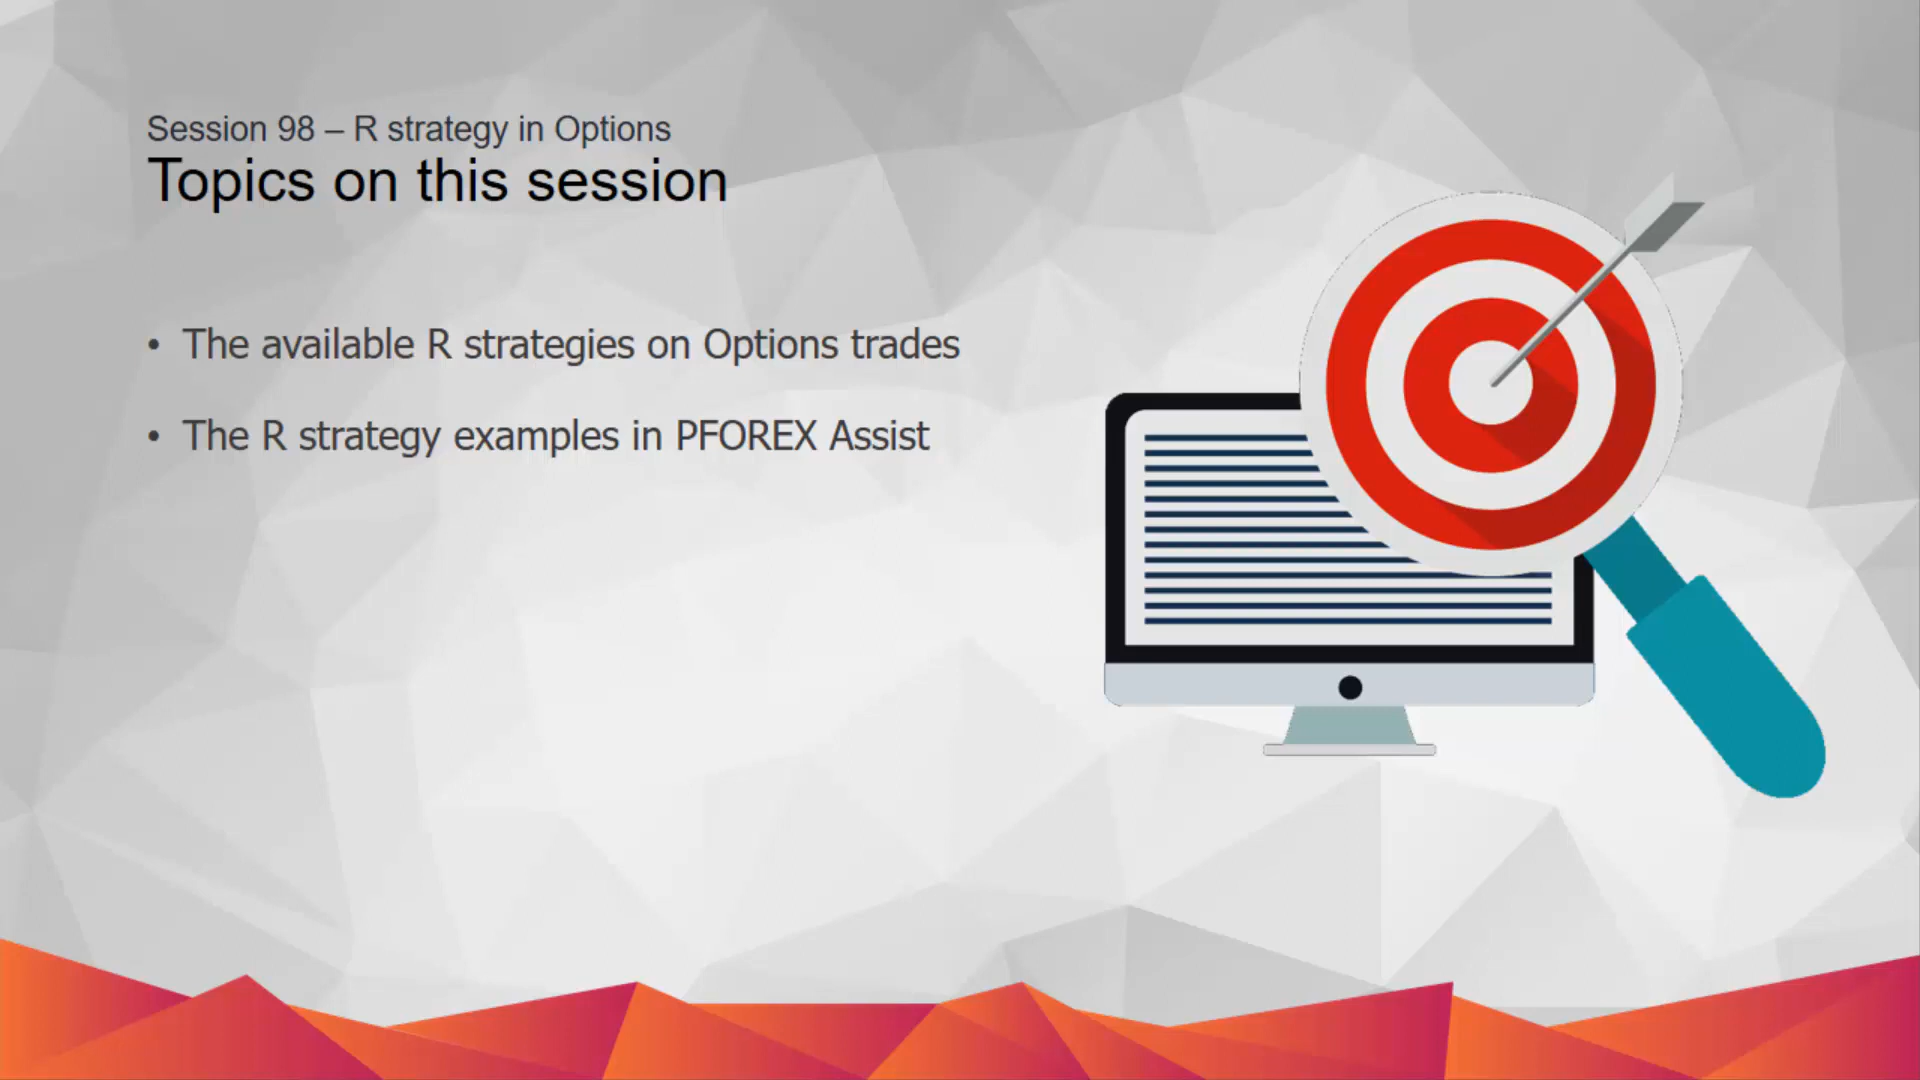 Session 98 – R strategy in Options
Topics on this session
• The available R strategies on Options trades
• The R strategy examples in PFOREX Assist